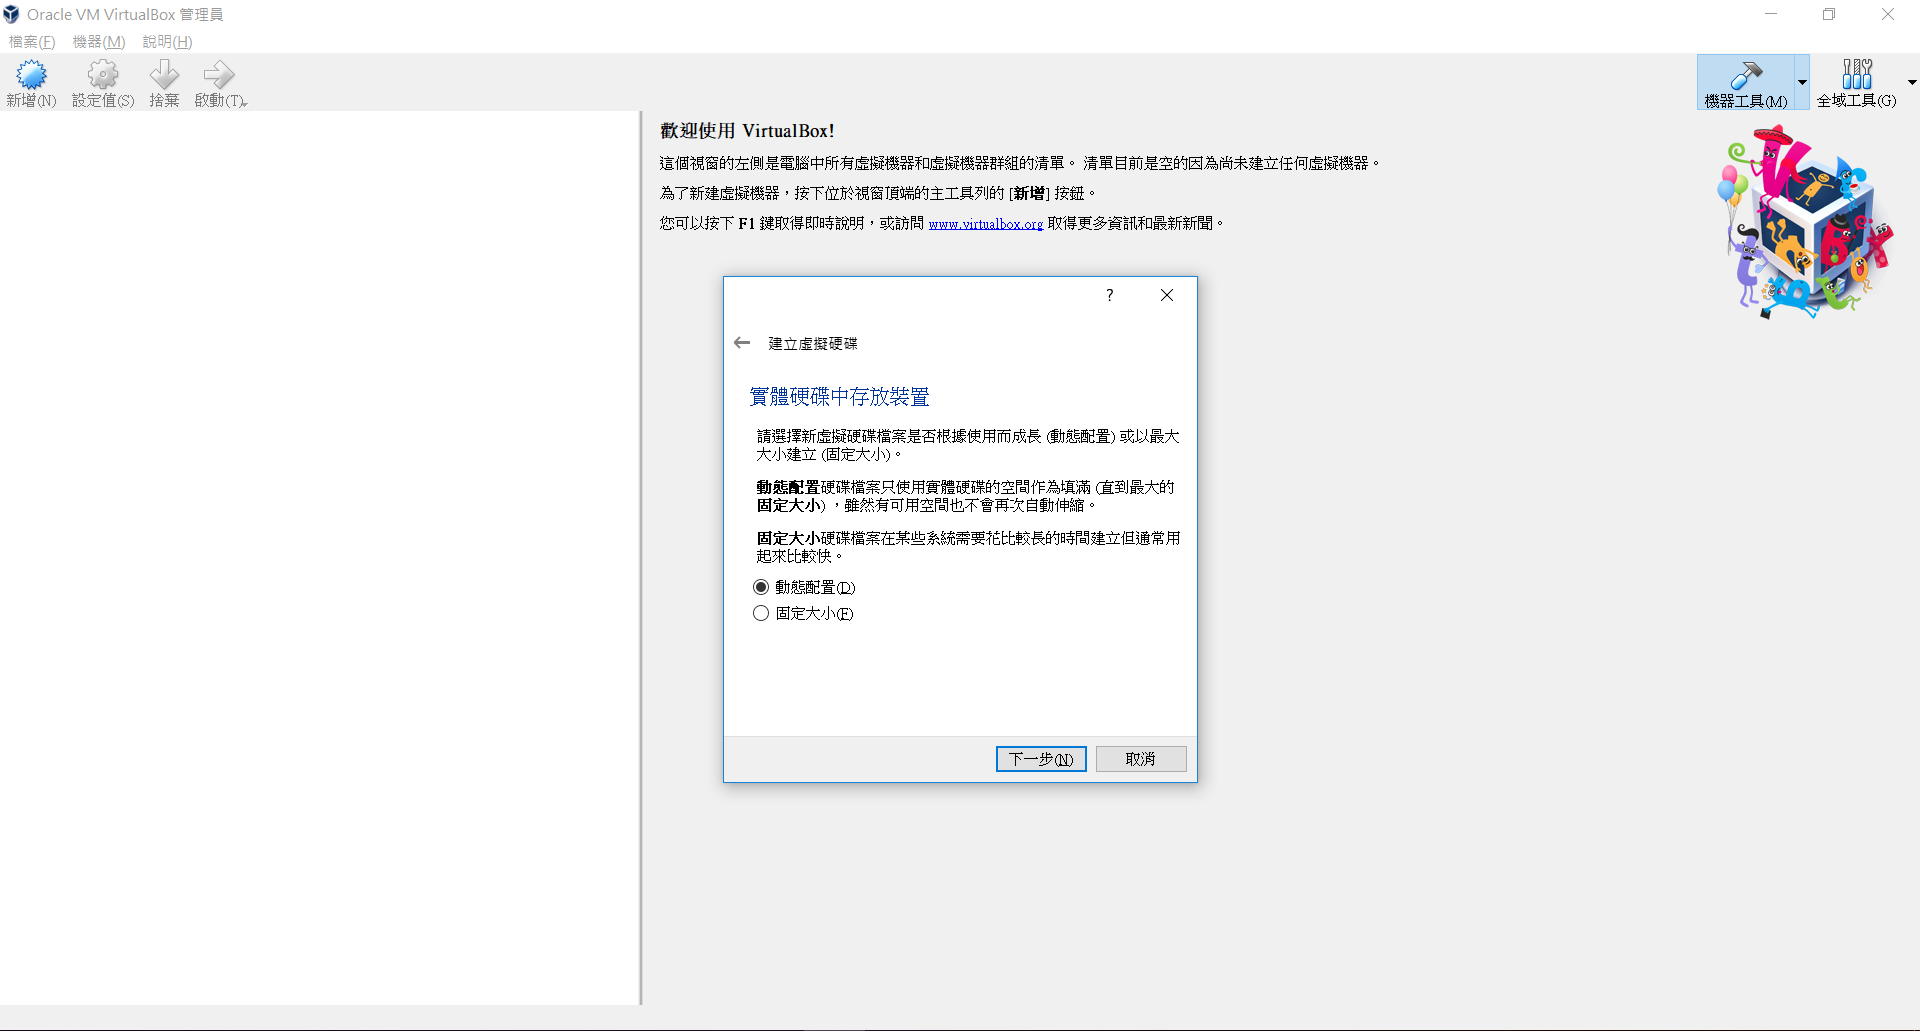 Oracle VM VirtualBox 管理員
檔案(F) 機器(M) 說明(H)
新增(N) 設定值(S) 捨棄 啟動(T) 機器工具(M) 全域工具(G)
歡迎使用 VirtualBox!
這個視窗的左側是電腦中所有虛擬機器和虛擬機器群組的清單。 清單目前是空的因為尚未建立任何虛擬機器。
為了新建虛擬機器，按下位於視窗頂端的主工具列的 [新增] 按鈕。
您可以按下 F1 鍵取得即時說明，或訪問 www.virtualbox.org 取得更多資訊和最新新聞。
?
建立虛擬硬碟
實體硬碟中存放裝置
請選擇新虛擬硬碟檔案是否根據使用而成長 (動態配置) 或以最大
大小建立 (固定大小)。
動態配置硬碟檔案只使用實體硬碟的空間作為填滿 (直到最大的
固定大小) ，雖然有可用空間也不會再次自動伸縮。
固定大小硬碟檔案在某些系統需要花比較長的時間建立但通常用
起來比較快。
動態配置(D)
固定大小(F)
下一步(N) 取消